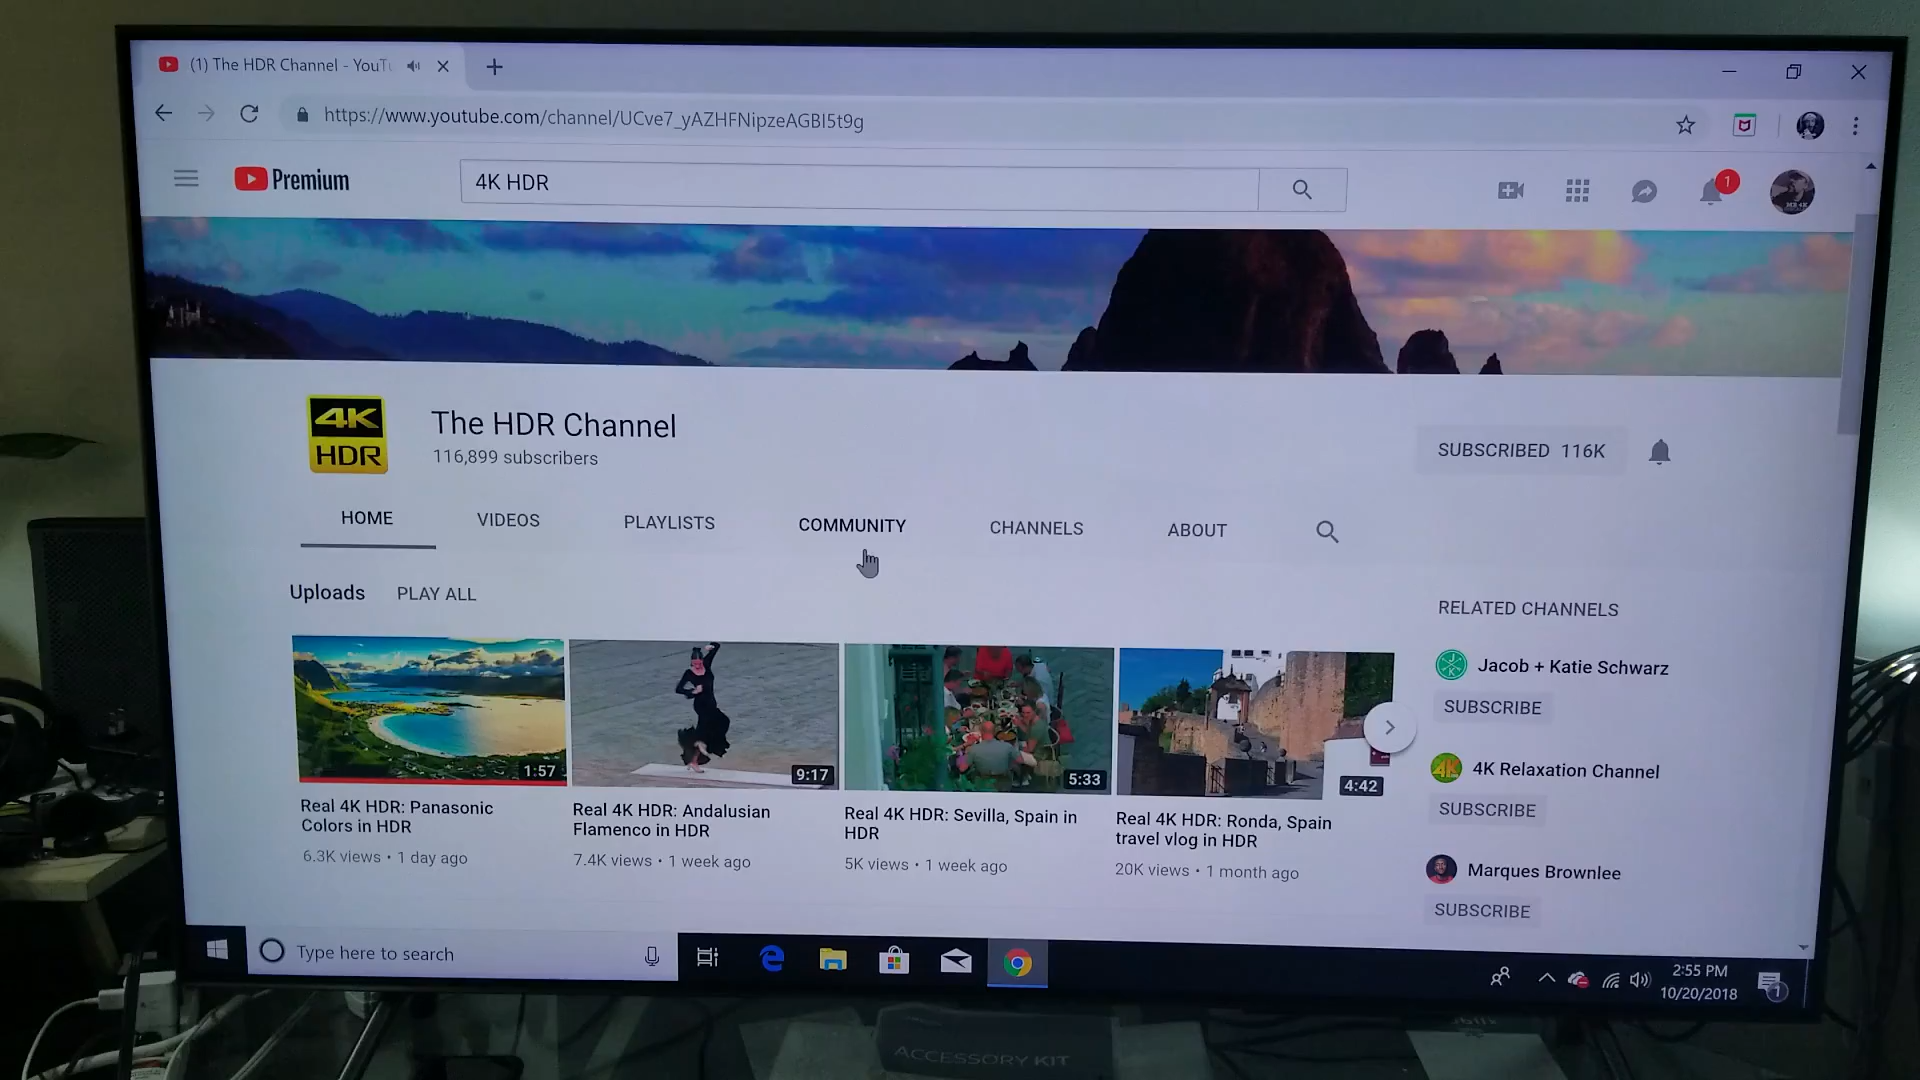 (1) The HDR Channel - YouTu
https://www.youtube.com/channel/UCve7_yAZHFNipzeAGBI5t9g
Premium
4K HDR
1
4K
HDR
The HDR Channel
116,899 subscribers
SUBSCRIBED 116K
HOME VIDEOS PLAYLISTS COMMUNITY CHANNELS ABOUT
Uploads PLAY ALL
1:57
9:17
5:33
4:42
Real 4K HDR: Panasonic
Colors in HDR
6.3K views • 1 day ago
Real 4K HDR: Andalusian
Flamenco in HDR
7.4K views • 1 week ago
Real 4K HDR: Sevilla, Spain in
HDR
5K views • 1 week ago
Real 4K HDR: Ronda, Spain
travel vlog in HDR
20K views • 1 month ago
RELATED CHANNELS
Jacob + Katie Schwarz
SUBSCRIBE
4K
4K Relaxation Channel
SUBSCRIBE
Marques Brownlee
SUBSCRIBE
Type here to search
2:55 PM
10/20/2018
1
ACCESSORY KIT